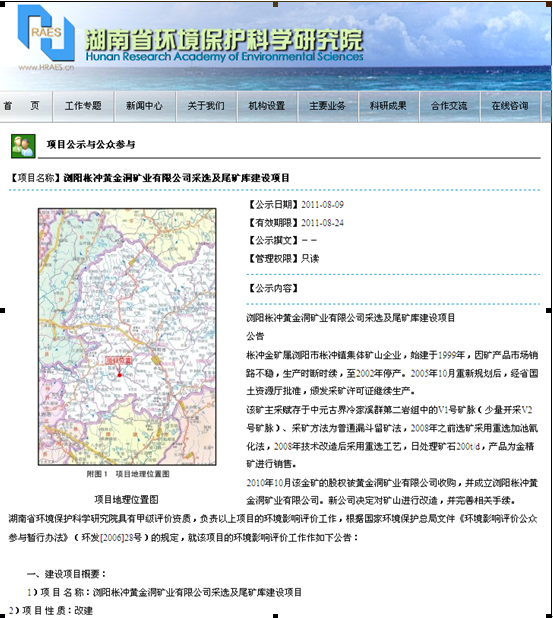 RAES
www.HRAES.cn
湖南省环境保护科学研究院
Hunan Research Academy of Environmental Sciences
首 页 工作专题 新闻中心 关于我们 机构设置 主要业务 科研成果 合作交流 在线咨询
项目公示与公众参与
【项目名称】浏阳枨冲黄金洞矿业有限公司采选及尾矿库建设项目
【公示日期】2011-08-09
【有效期限】2011-08-24
【公示撰文】－－
【管理权限】只读
【公示内容】
浏阳枨冲黄金洞矿业有限公司采选及尾矿库建设项目
公告
枨冲金矿属浏阳市枨冲镇集体矿山企业，始建于1999年，因矿产品市场销
路不稳，生产时断时续，至2002年停产。2005年10月重新规划后，经省国
土资源厅批准，颁发采矿许可证继续生产。
该矿主采赋存于中元古界冷家溪群第二岩组中的V1号矿脉（少量开采V2
号矿脉）、采矿方法为普通漏斗留矿法，2008年之前选矿采用重选加池氰
化法，2008年技术改造后采用重选工艺，日处理矿石200t/d，产品为金精
矿进行销售。
2010年10月该金矿的股权被黄金洞矿业有限公司收购，并成立浏阳枨冲黄
金洞矿业有限公司。新公司决定对矿山进行改造，并完善相关手续。
附图 1 项目地理位置图
项目地理位置图
湖南省环境保护科学研究院具有甲级评价资质，负责以上项目的环境影响评价工作，根据国家环境保护总局文件《环境影响评价公众
参与暂行办法》（环发[2006]28号）的规定，就该项目的环境影响评价工作作如下公告：
一、建设项目概要：
1）项 目 名 称：浏阳枨冲黄金洞矿业有限公司采选及尾矿库建设项目
2）项 目 性 质：改建